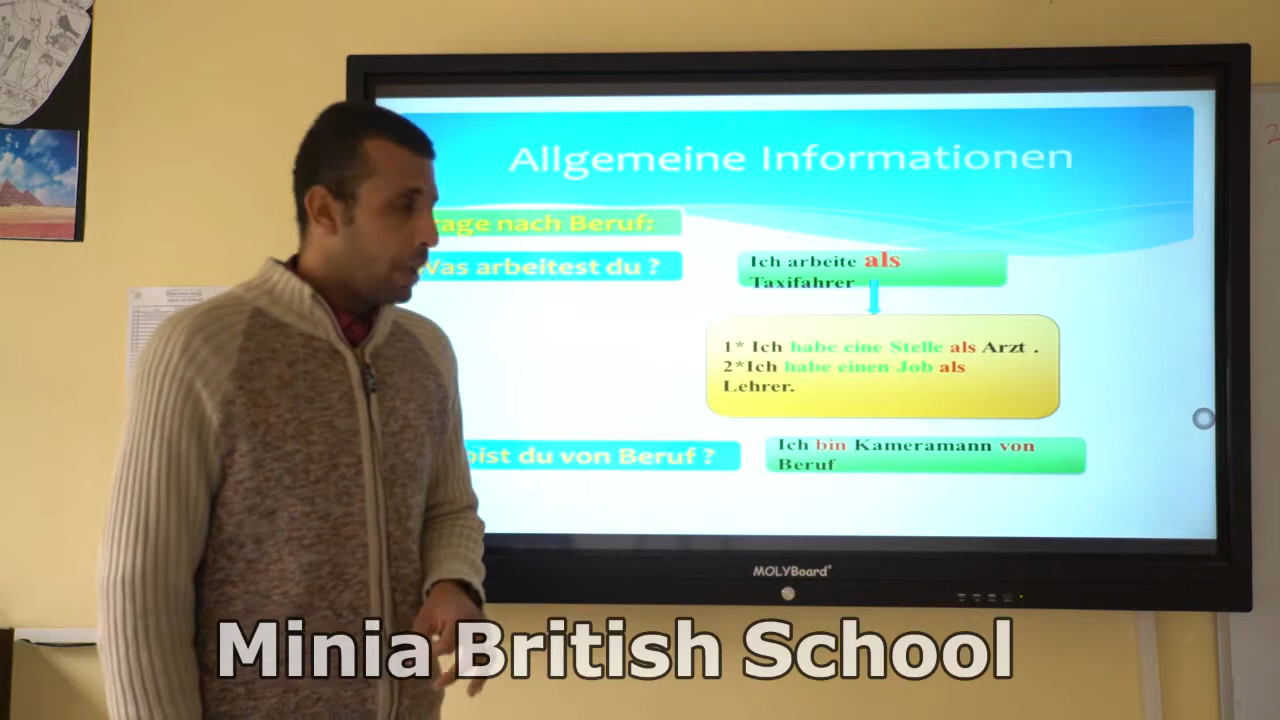 Allgemeine Informationen
rage nach Beruf:
Was arbeitest du ?
Ich arbeite als
Taxifahrer
1* Ich habe eine Stelle als Arzt .
2*Ich habe einen Job als
Lehrer.
bist du von Beruf ?
Ich bin Kameramann von
Beruf
MOLYBoard
Minia British School